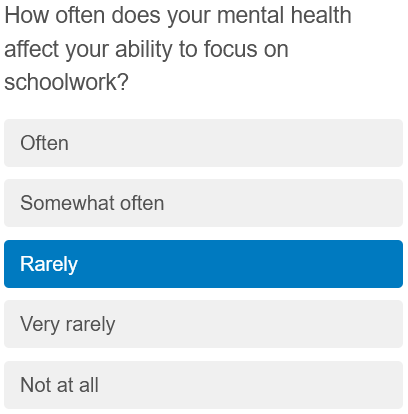 How often does your mental health
affect your ability to focus on
schoolwork?
Often
Somewhat often
Rarely
Very rarely
Not at all